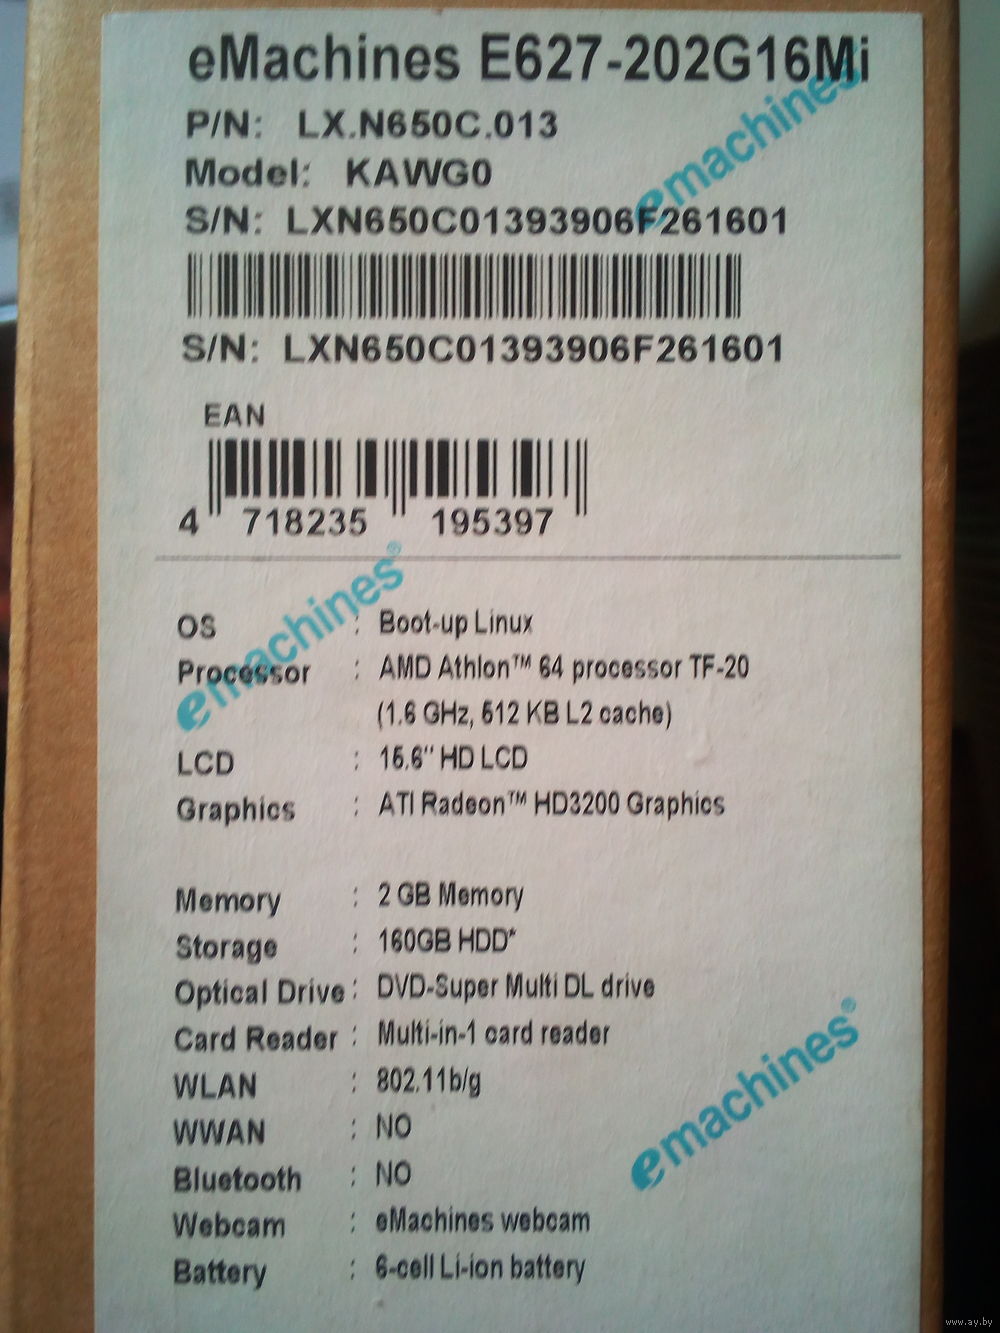 eMachines E627-202G16Mi
P/N: LX.N650C.013
Model: KAWG0
S/N: LXN650C01393906F261601
S/N: LXN650C01393906F261601
EAN
4 718235 195397
OS : Boot-up Linux
Processor : AMD Athlon™ 64 processor TF-20
(1.6 GHz, 512 KB L2 cache)
LCD : 15.6" HD LCD
Graphics : ATI Radeon™ HD3200 Graphics
Memory : 2 GB Memory
Storage : 160GB HDD*
Optical Drive : DVD-Super Multi DL drive
Card Reader : Multi-in-1 card reader
WLAN : 802.11b/g
WWAN : NO
Bluetooth : NO
Webcam : eMachines webcam
Battery : 6-cell Li-ion battery
emachines
emachines®
emachines®
www.ay.by